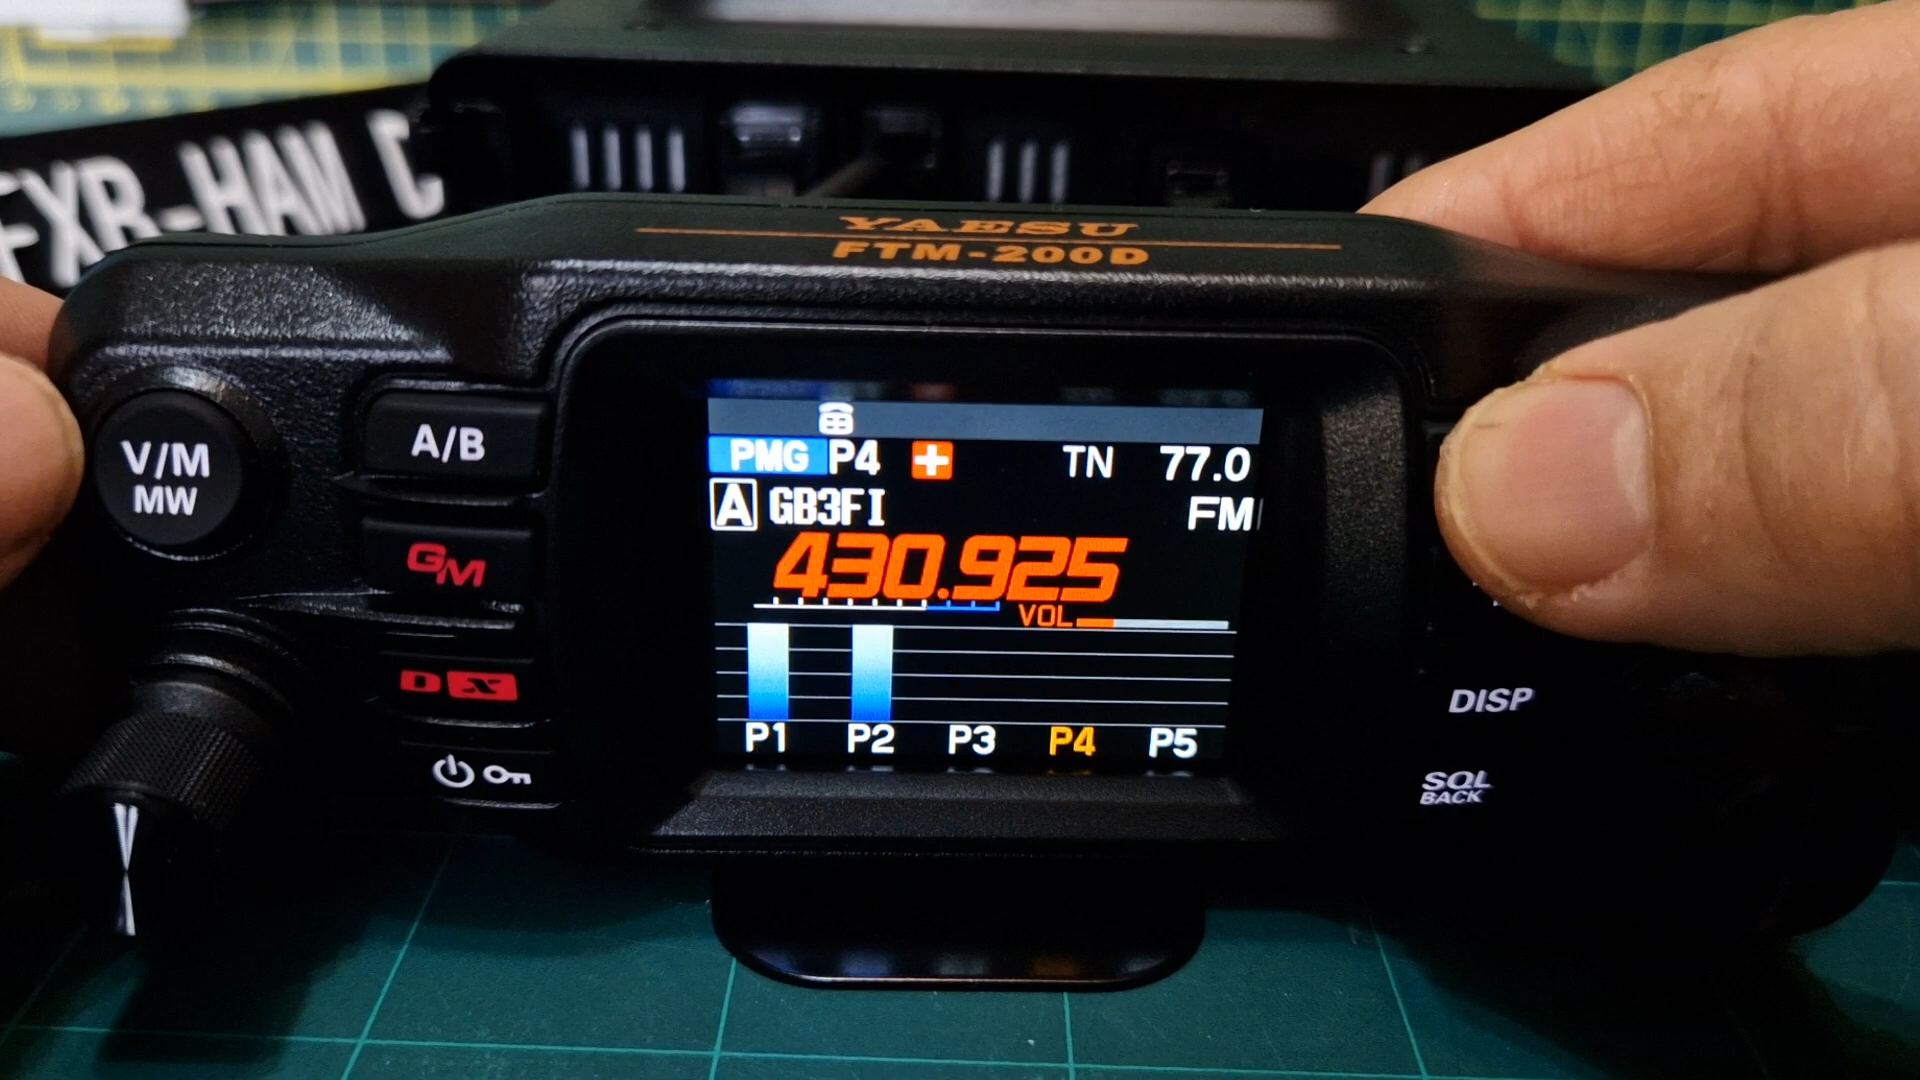 FXR-HAM C
YAESU
FTM-200D
V/M
MW
A/B
GM
DX
PMG P4 + TN 77.0
A GB3FI FM
430.925
VOL
P1 P2 P3 P4 P5
DISP
SQL
BACK